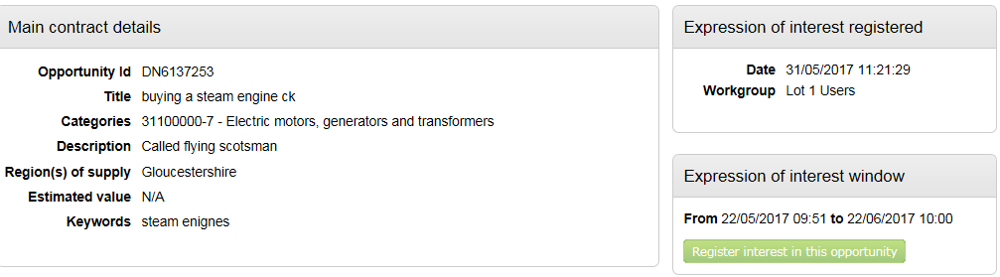 Main contract details
Opportunity Id DN6137253
Title buying a steam engine ck
Categories 31100000-7 - Electric motors, generators and transformers
Description Called flying scotsman
Region(s) of supply Gloucestershire
Estimated value N/A
Keywords steam enignes
Expression of interest registered
Date 31/05/2017 11:21:29
Workgroup Lot 1 Users
Expression of interest window
From 22/05/2017 09:51 to 22/06/2017 10:00
Register interest in this opportunity